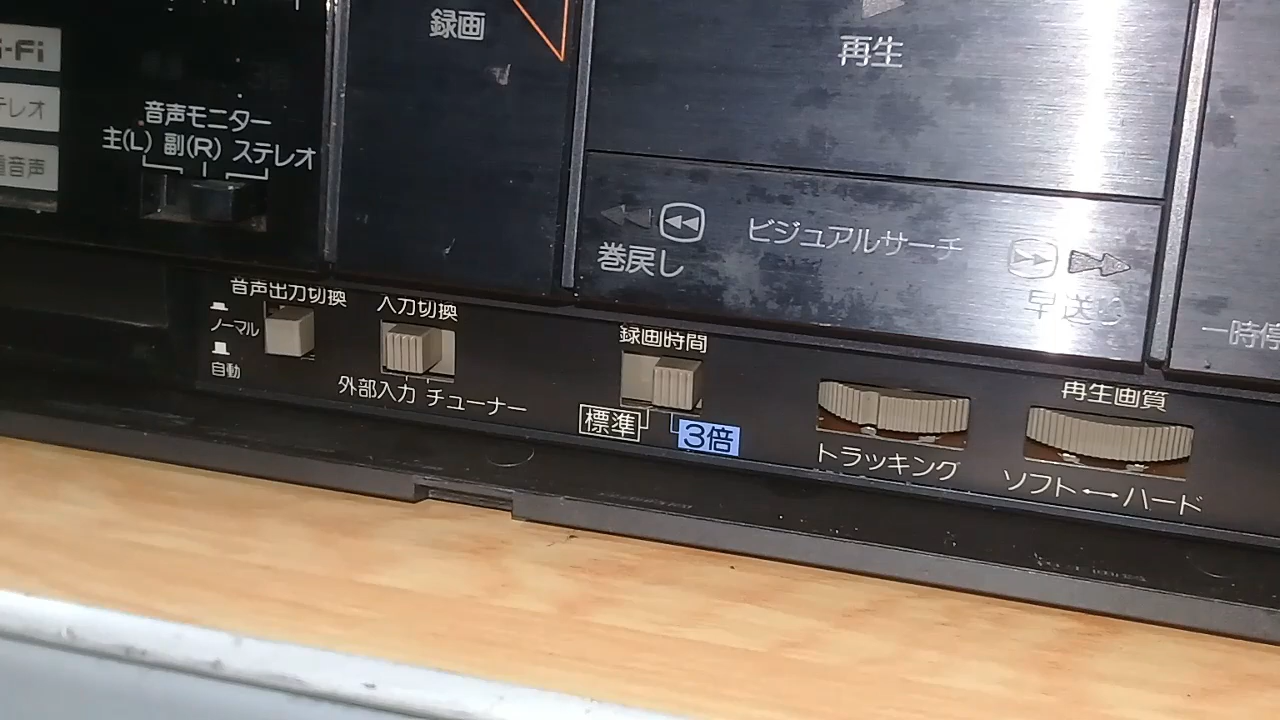 録画
再生
i-Fi
テレオ
音声モニター
主(L) 副(R) ステレオ
重音声
ビジュアルサーチ
巻戻し
早送り
一時停
音声出力切換
ノーマル
自動
入力切換
外部入力 チューナー
録画時間
標準
3倍
トラッキング
再生画質
ソフト↔ハード